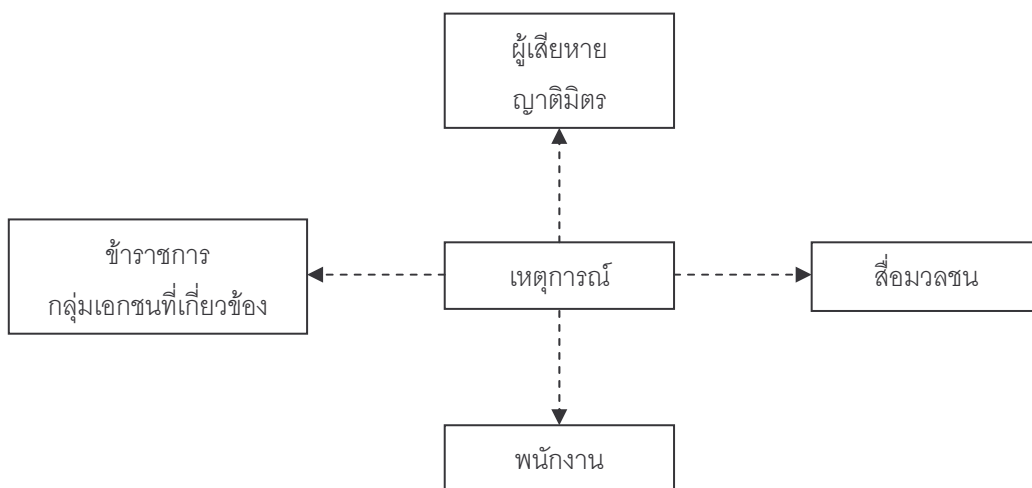 ผู้เสียหาย
ญาติมิตร
ข้าราชการ
กลุ่มเอกชนที่เกี่ยวข้อง
เหตุการณ์
สื่อมวลชน
พนักงาน